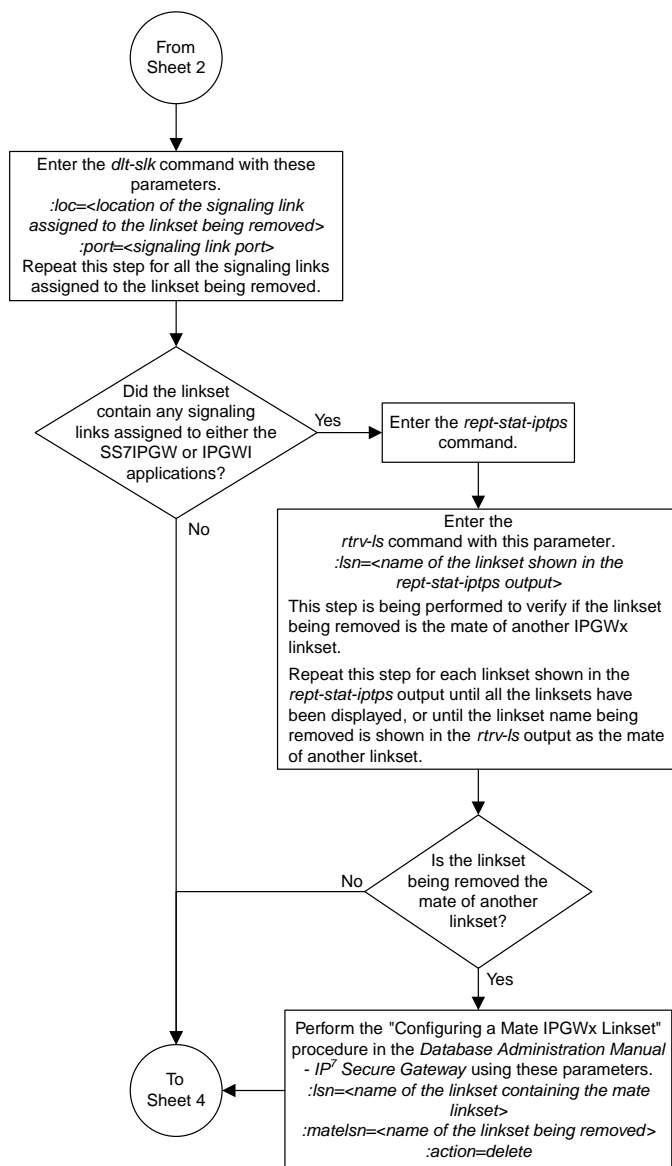 From
Sheet 2
Enter the dlt-slk command with these
parameters.
:loc=<location of the signaling link
assigned to the linkset being removed>
:port=<signaling link port>
Repeat this step for all the signaling links
assigned to the linkset being removed.
Did the linkset
contain any signaling
links assigned to either the
SS7IPGW or IPGWI
applications?
Yes
No
Enter the rept-stat-iptps
command.
Enter the
rtrv-ls command with this parameter.
:lsn=<name of the linkset shown in the
rept-stat-iptps output>
This step is being performed to verify if the linkset
being removed is the mate of another IPGWx
linkset.
Repeat this step for each linkset shown in the
rept-stat-iptps output until all the linksets have
been displayed, or until the linkset name being
removed is shown in the rtrv-ls output as the mate
of another linkset.
Is the linkset
being removed the
mate of another
linkset?
No
Yes
Perform the "Configuring a Mate IPGWx Linkset"
procedure in the Database Administration Manual
- IP⁷ Secure Gateway using these parameters.
:lsn=<name of the linkset containing the mate
linkset>
:matelsn=<name of the linkset being removed>
:action=delete
To
Sheet 4